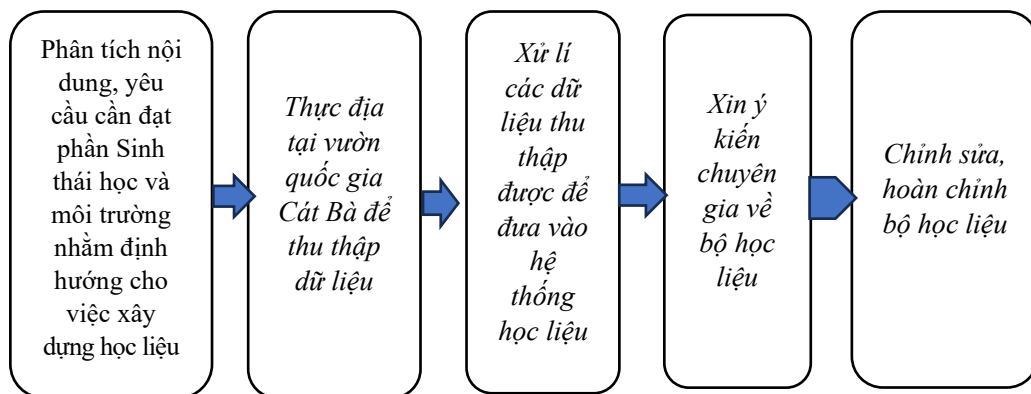 Phân tích nội
dung, yêu
cầu cần đạt
phần Sinh
thái học và
môi trường
nhằm định
hướng cho
việc xây
dựng học liệu
Thực địa
tại vườn
quốc gia
Cát Bà để
thu thập
dữ liệu
Xử lí
các dữ
liệu thu
thập
được để
đưa vào
hệ
thống
học liệu
Xin ý
kiến
chuyên
gia về
bộ học
liệu
Chỉnh sửa,
hoàn chỉnh
bộ học liệu